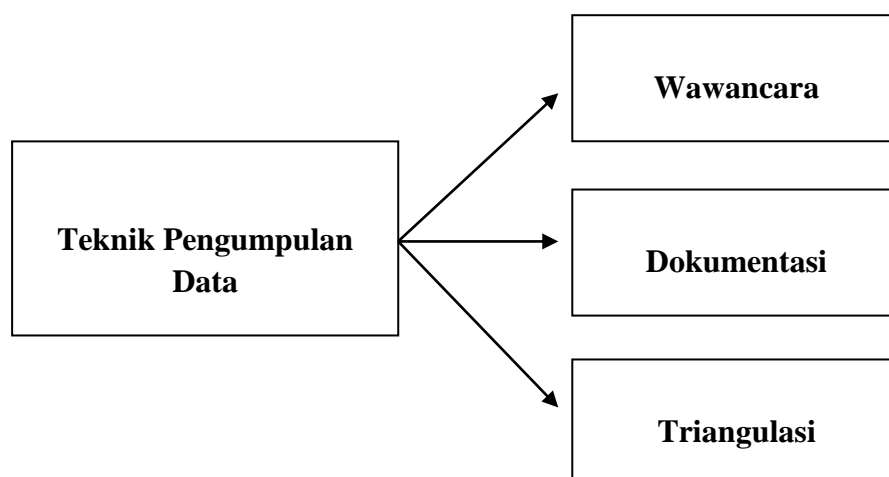 Wawancara
Teknik Pengumpulan
Data
Dokumentasi
Triangulasi